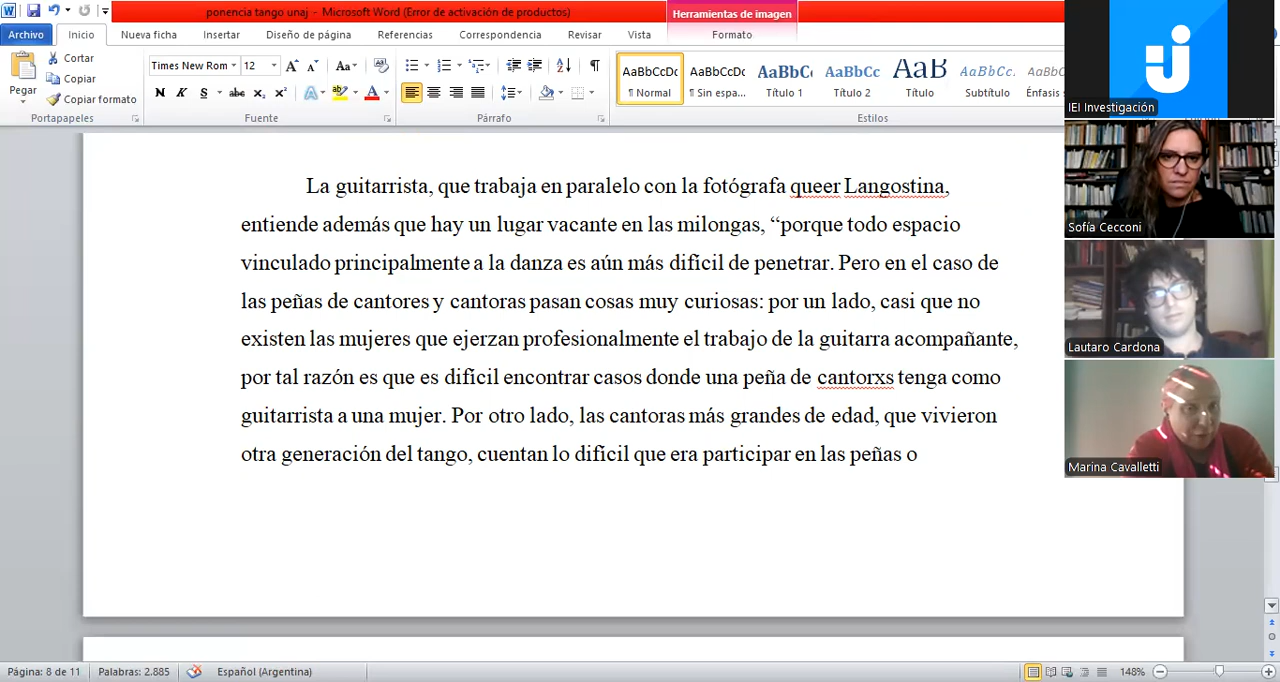 ponencia tango unaj - Microsoft Word (Error de activación de productos)
Herramientas de imagen
Archivo Inicio Nueva ficha Insertar Diseño de página Referencias Correspondencia Revisar Vista Formato
Pegar
Cortar
Copiar
Copiar formato
Portapapeles
Times New Rom 12
N K S abc x₂ x²
Fuente
Párrafo
AaBbCcDc AaBbCcDc AaBbC( AaBbCc AaB AaBbCc. AaBbC
¶ Normal ¶ Sin espa... Título 1 Título 2 Título Subtítulo Énfasis
Estilos
La guitarrista, que trabaja en paralelo con la fotógrafa queer Langostina,
entiende además que hay un lugar vacante en las milongas, “porque todo espacio
vinculado principalmente a la danza es aún más difícil de penetrar. Pero en el caso de
las peñas de cantores y cantoras pasan cosas muy curiosas: por un lado, casi que no
existen las mujeres que ejerzan profesionalmente el trabajo de la guitarra acompañante,
por tal razón es que es difícil encontrar casos donde una peña de cantorxs tenga como
guitarrista a una mujer. Por otro lado, las cantoras más grandes de edad, que vivieron
otra generación del tango, cuentan lo difícil que era participar en las peñas o
IEI Investigación
Sofía Cecconi
Lautaro Cardona
Marina Cavalletti
Página: 8 de 11 Palabras: 2.885 Español (Argentina) 148%